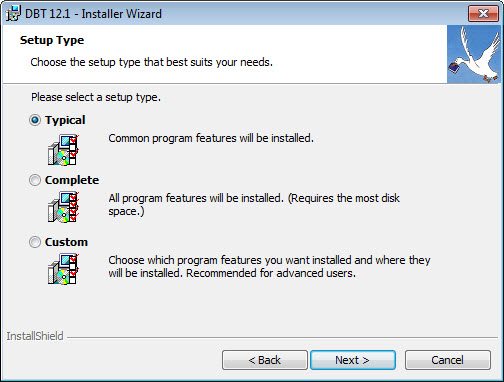 DBT 12.1 - Installer Wizard
Setup Type
Choose the setup type that best suits your needs.
Please select a setup type.
Typical
Common program features will be installed.
Complete
All program features will be installed. (Requires the most disk
space.)
Custom
Choose which program features you want installed and where they
will be installed. Recommended for advanced users.
InstallShield
< Back
Next >
Cancel